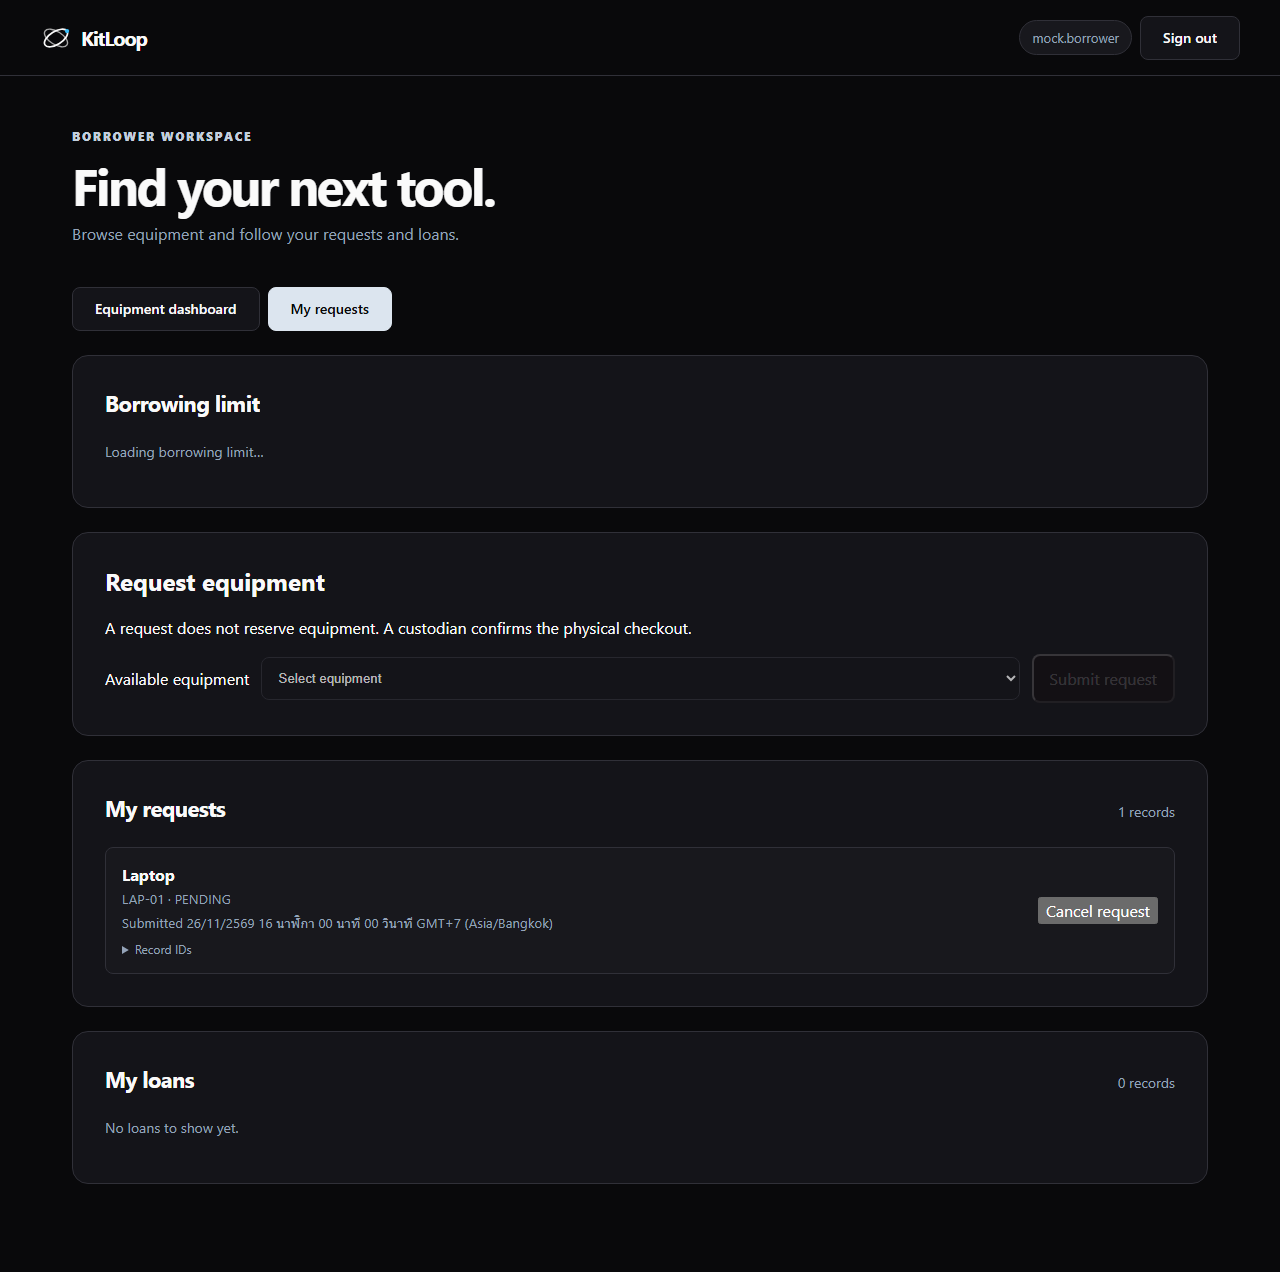 KitLoop
mock.borrower
Sign out
BORROWER WORKSPACE
Find your next tool.
Browse equipment and follow your requests and loans.
Equipment dashboard
My requests
Borrowing limit
Loading borrowing limit...
Request equipment
A request does not reserve equipment. A custodian confirms the physical checkout.
Available equipment
Select equipment
Submit request
My requests
1 records
Laptop
LAP-01 · PENDING
Submitted 26/11/2569 16 นาฬิกา 00 นาที 00 วินาที GMT+7 (Asia/Bangkok)
Cancel request
Record IDs
My loans
0 records
No loans to show yet.